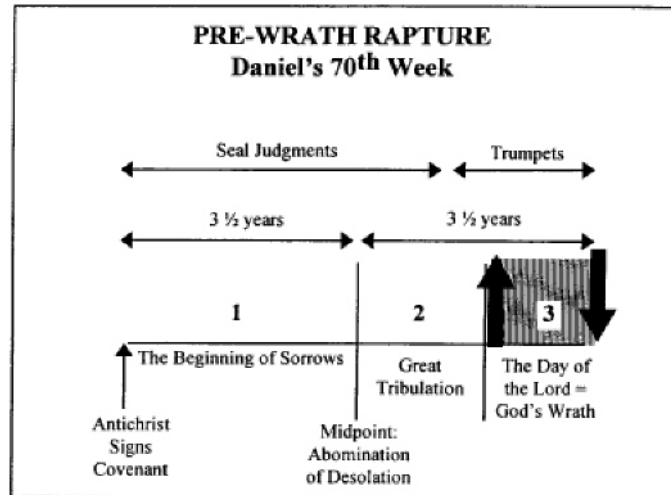 PRE-WRATH RAPTURE
Daniel's 70th Week
Seal Judgments
Trumpets
3 ½ years
3 ½ years
1
2
3
The Beginning of Sorrows
Great
Tribulation
The Day of
the Lord =
God's Wrath
Antichrist
Signs
Covenant
Midpoint:
Abomination
of Desolation